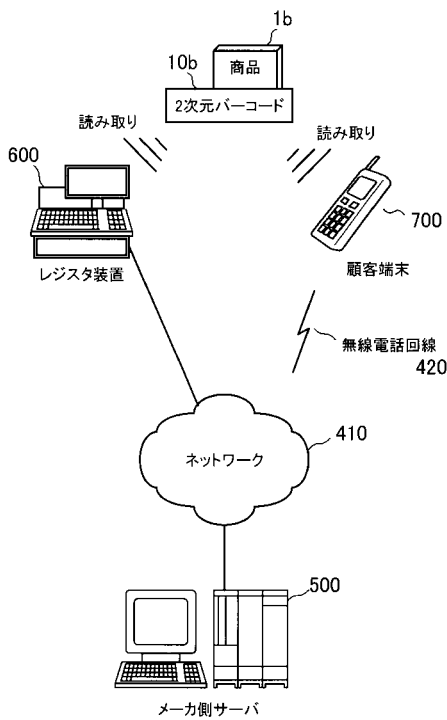 1b
10b
商品
2次元バーコード
読み取り
読み取り
600
700
レジスタ装置
顧客端末
無線電話回線
420
410
ネットワーク
500
メーカ側サーバ